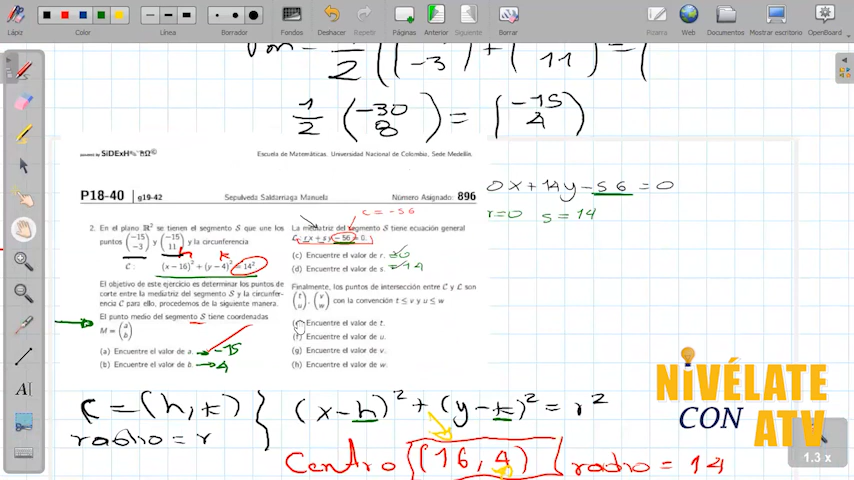 Lápiz
Color
Línea
Borrador
Fondos
Deshacer
Repetir
Páginas
Anterior
Siguiente
Borrar
Pizarra
Web
Documentos
Mostrar escritorio
OpenBoard
-3
11
1/2 (-30 8) = (-15 4)
powered by SiDExH
Escuela de Matemáticas. Universidad Nacional de Colombia, Sede Medellín,
P18-40 g19-42 Sepulveda Saldarriaga Manuela Número Asignado: 896
0x+14y-56=0
r=0 s=14
c=-56
2. En el plano ℝ² se tienen el segmento S que une los
puntos (-15 -3) y (-15 11) y la circunferencia
h k
C : (x-16)² + (y-4)² = 14²
El objetivo de este ejercicio es determinar los puntos de
corte entre la mediatriz del segmento S y la circunfe-
rencia C para ello, procedemos de la siguiente manera.
El punto medio del segmento S tiene coordenadas
M = (a b)
(a) Encuentre el valor de a. → -15
(b) Encuentre el valor de b. → 4
La mediatriz del segmento S tiene ecuación general
L : rx + sy - 56 = 0.
(c) Encuentre el valor de r. =0
(d) Encuentre el valor de s. =14
Finalmente, los puntos de intersección entre C y L son
(t u), (v w) con la convención t ≤ v y u ≤ w
(e) Encuentre el valor de t.
(f) Encuentre el valor de u.
(g) Encuentre el valor de v.
(h) Encuentre el valor de w.
C=(h,k)
radio=r
(x-h)²+(y-k)²=r²
Centro (16,4) radio=14
NIVÉLATE
CON ATV
1.3 x